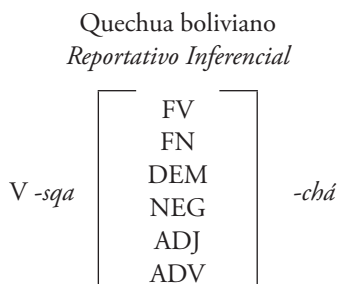 Quechua boliviano
Reportativo Inferencial
FV
FN
DEM
V -sqa NEG -chá
ADJ
ADV